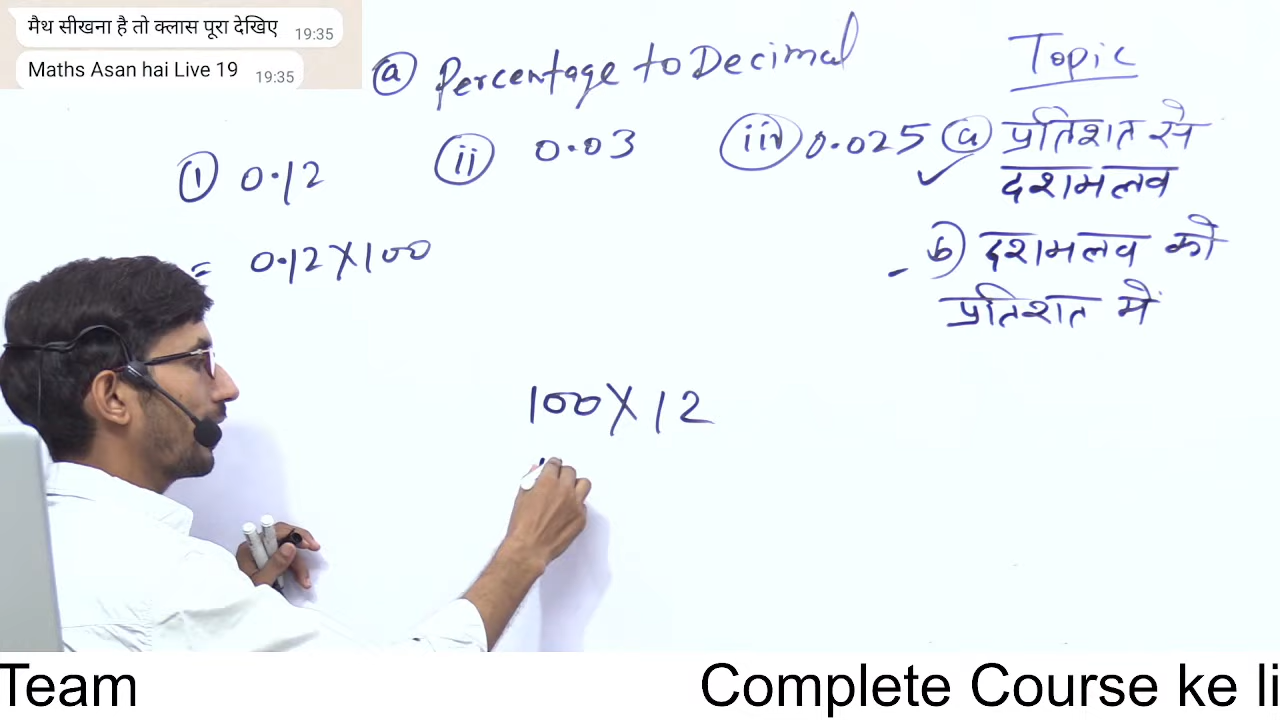 मैथ सीखना है तो क्लास पूरा देखिए 19:35
Maths Asan hai Live 19 19:35
ⓐ Percentage to Decimal
Topic
ⓐ प्रतिशत से
दशमलव
ⓑ दशमलव को
प्रतिशत में
① 0.12
ⓘⓘ 0.03
0.025
= 0.12 X 100
100 X 12
Team
Complete Course ke li